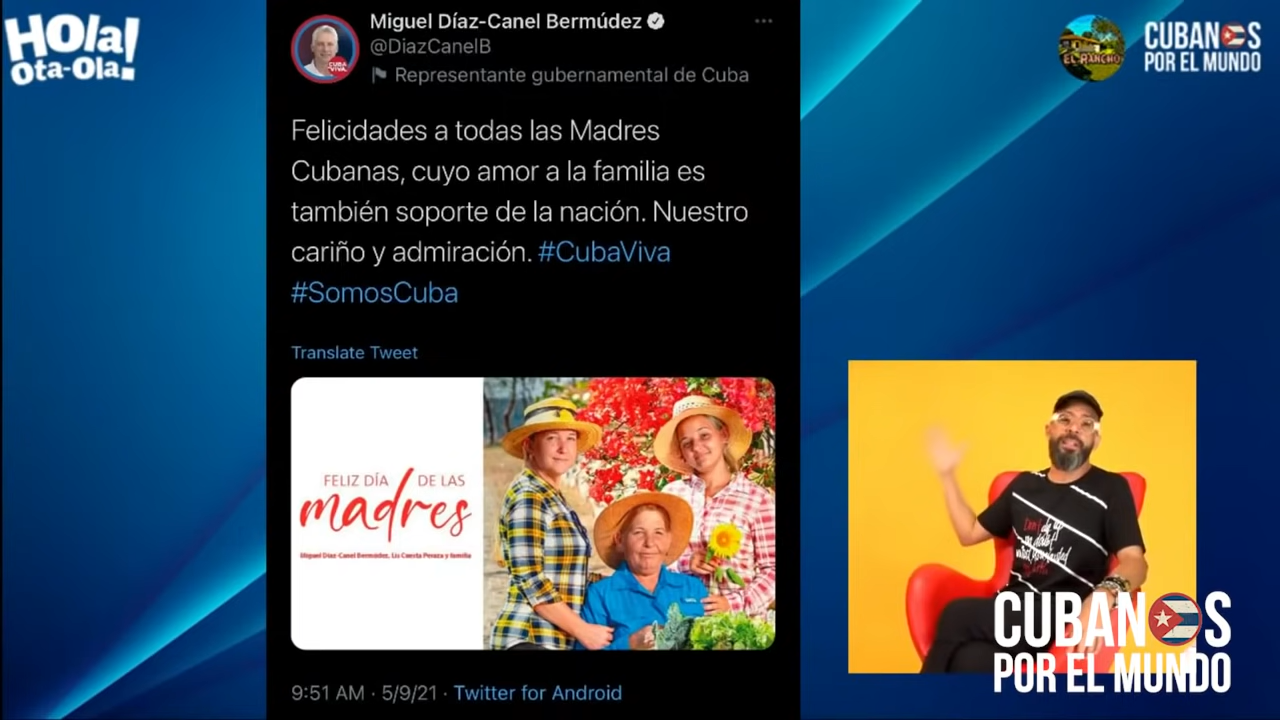 HOla!
Ota-Ola!
Miguel Díaz-Canel Bermúdez
@DiazCanelB
Representante gubernamental de Cuba
Felicidades a todas las Madres
Cubanas, cuyo amor a la familia es
también soporte de la nación. Nuestro
cariño y admiración. #CubaViva
#SomosCuba
Translate Tweet
FELIZ DÍA DE LAS
madres
Miguel Díaz-Canel Bermúdez, Lis Cuesta Peraza y familia
9:51 AM · 5/9/21 · Twitter for Android
EL RANCHO
CUBANOS
POR EL MUNDO
CUBANOS
POR EL MUNDO